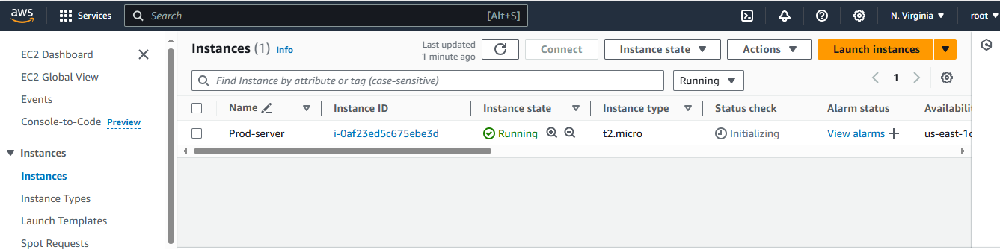 aws Services Search [Alt+S] N. Virginia root
EC2 Dashboard
EC2 Global View
Events
Console-to-Code Preview
Instances
Instances
Instance Types
Launch Templates
Spot Requests
Instances (1) Info
Last updated
1 minute ago
Connect Instance state Actions Launch instances
Find Instance by attribute or tag (case-sensitive) Running 1
Name Instance ID Instance state Instance type Status check Alarm status Availabili
Prod-server i-0af23ed5c675ebe3d Running t2.micro Initializing View alarms + us-east-1